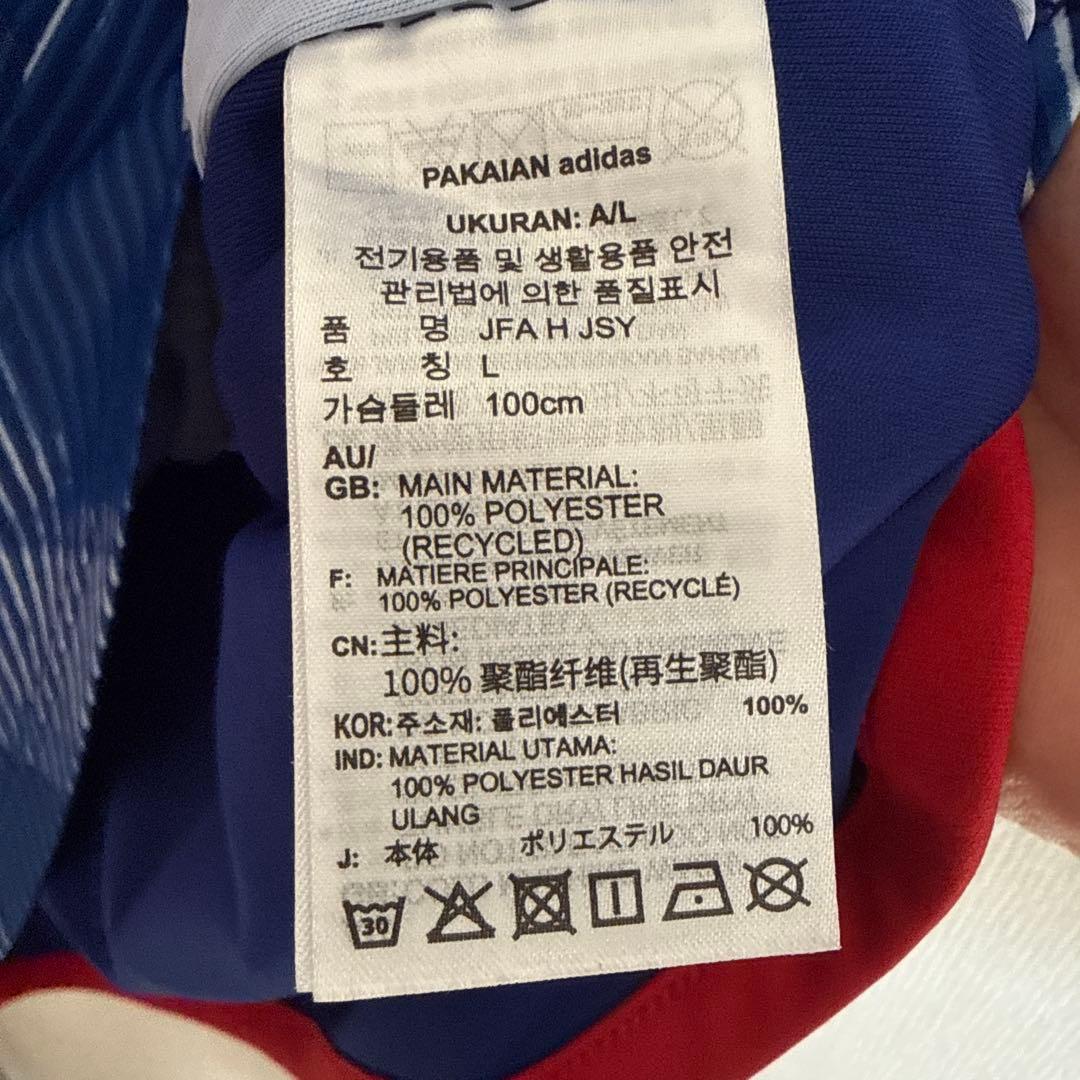 PAKAIAN adidas
UKURAN: A/L
전기용품 및 생활용품 안전
관리법에 의한 품질표시
품 명 JFA H JSY
호 칭 L
가슴둘레 100cm
AU/
GB: MAIN MATERIAL:
100% POLYESTER
(RECYCLED)
F: MATIERE PRINCIPALE:
100% POLYESTER (RECYCLÉ)
CN:主料:
100% 聚酯纤维(再生聚酯)
KOR:주소재: 폴리에스터 100%
IND: MATERIAL UTAMA:
100% POLYESTER HASIL DAUR
ULANG
J: 本体 ポリエステル 100%
30